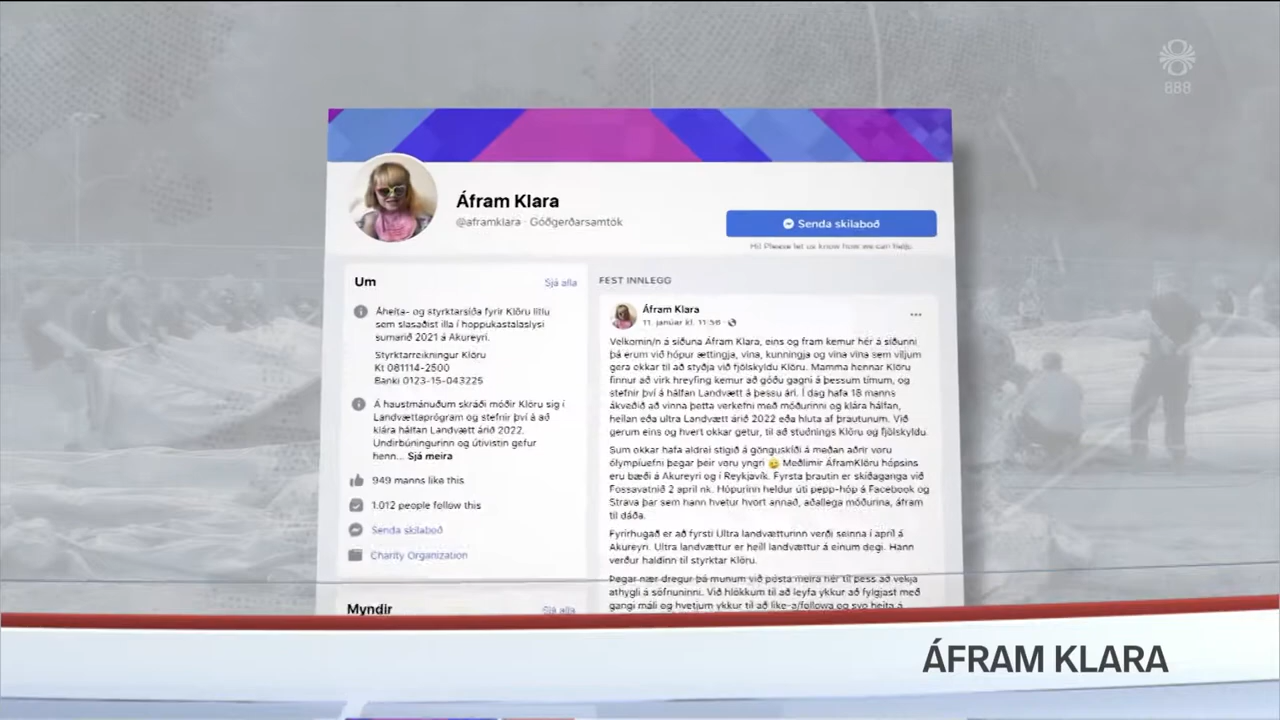 888
Áfram Klara
@aframklara · Góðgerðarsamtök
Senda skilaboð
Hi! Please let us know how we can help.
Um
Sjá alla
Áheita- og styrktarsíða fyrir Klöru litlu
sem slasaðist illa í hoppukastalaslysi
sumarið 2021 á Akureyri.
Styrktarreikningur Klöru
Kt 081114-2500
Banki 0123-15-043225
Á haustmánuðum skráði móðir Klöru sig í
Landvættaprógram og stefnir því á að
klára hálfan Landvætt árið 2022.
Undirbúningurinn og útivistin gefur
henn... Sjá meira
949 manns like this
1.012 people follow this
Senda skilaboð
Charity Organization
Myndir
Sjá alla
FEST INNLEGG
Áfram Klara
11. janúar kl. 11:56 ·
Velkomin/n á síðuna Áfram Klara, eins og fram kemur hér á síðunni
þá erum við hópur ættingja, vina, kunningja og vina vina sem viljum
gera okkar til að styðja við fjölskyldu Klöru. Mamma hennar Klöru
finnur að virk hreyfing kemur að góðu gagni á þessum tímum, og
stefnir því á hálfan Landvætt á þessu ári. Í dag hafa 18 manns
ákveðið að vinna þetta verkefni með móðurinni og klára hálfan,
heilan eða ultra Landvætt árið 2022 eða hluta af þrautunum. Við
gerum eins og hvert okkar getur, til að stuðnings Klöru og fjölskyldu.
Sum okkar hafa aldrei stigið á gönguskíði á meðan aðrir voru
ólympíuefni þegar þeir voru yngri 😅 Meðlimir ÁframKlöru hópsins
eru bæði á Akureyri og í Reykjavík. Fyrsta þrautin er skíðaganga við
Fossavatnið 2 apríl nk. Hópurinn heldur úti pepp-hóp á Facebook og
Strava þar sem hann hvetur hvort annað, aðallega móðurina, áfram
til dáða.
Fyrirhugað er að fyrsti Ultra landvætturinn verði seinna í apríl á
Akureyri. Ultra landvættur er heill landvættur á einum degi. Hann
verður haldinn til styrktar Klöru.
Þegar nær dregur þá munum við pósta meira hér til þess að vekja
athygli á söfnuninni. Við hlökkum til að leyfa ykkur að fylgjast með
gangi máli og hvetjum ykkur til að like-a/followa og svo heita á
ÁFRAM KLARA